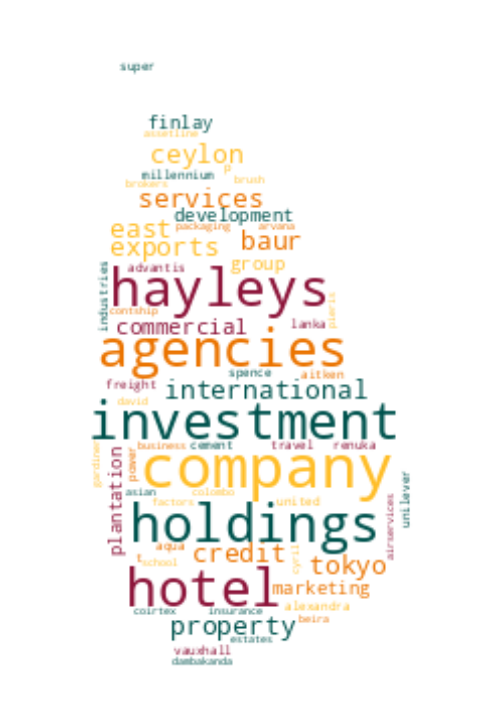 super
finlay
assetline
ceylon
p
millennium
brokers brush
services
development
east packaging arvana
exports baur
group
advantis
industries
hayleys
pieris
contship
commercial lanka
agencies
spence aitken
freight international
david
investment
gardiner
plantation
power
business cement travel renuka
company
asian colombo
factors united
unilever
airservices
holdings
aqua credit
t school
cyril
tokyo
hotel
marketing
alexandra
coirtex insurance
beira
property
estates
vauxhall
dambakanda